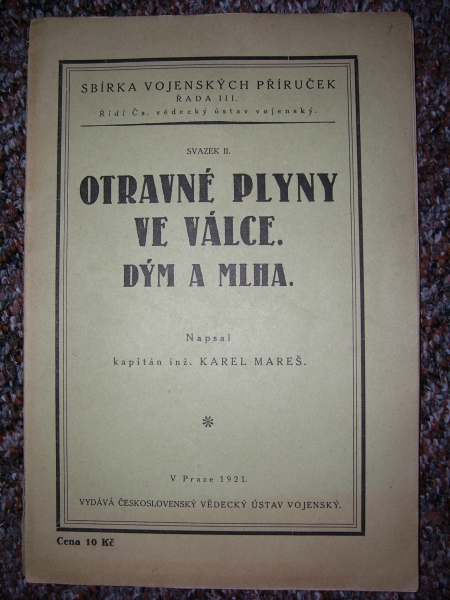 SBÍRKA VOJENSKÝCH PŘÍRUČEK
ŘADA III.
Řídí Čs. vědecký ústav vojenský.
SVAZEK II.
OTRAVNÉ PLYNY
VE VÁLCE.
DÝM A MLHA.
Napsal
kapitán inž. KAREL MAREŠ.
V Praze 1921.
VYDÁVÁ ČESKOSLOVENSKÝ VĚDECKÝ ÚSTAV VOJENSKÝ.
Cena 10 Kč